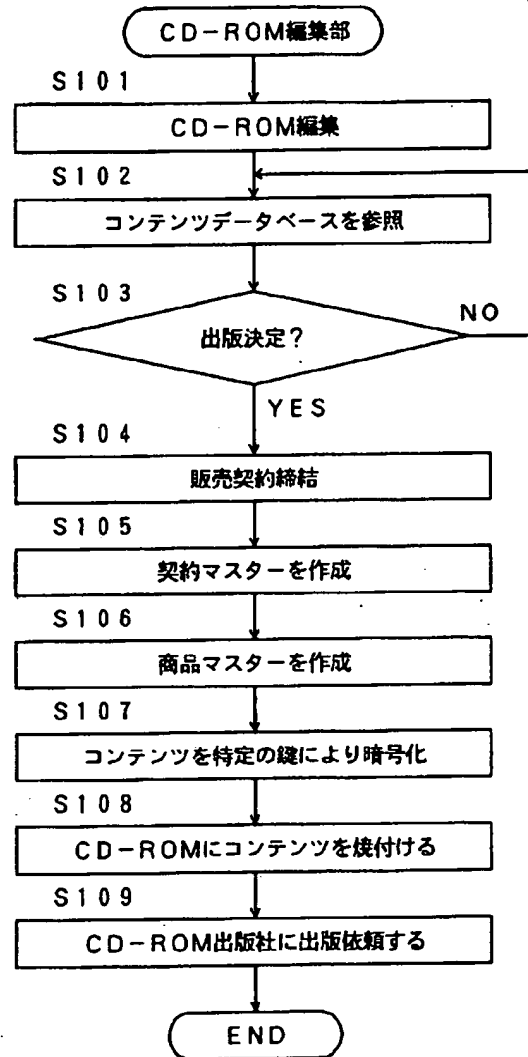 CD-ROM編集部
S101
CD-ROM編集
S102
コンテンツデータベースを参照
S103
出版決定?
NO
YES
S104
販売契約締結
S105
契約マスターを作成
S106
商品マスターを作成
S107
コンテンツを特定の鍵により暗号化
S108
CD-ROMにコンテンツを焼付ける
S109
CD-ROM出版社に出版依頼する
END